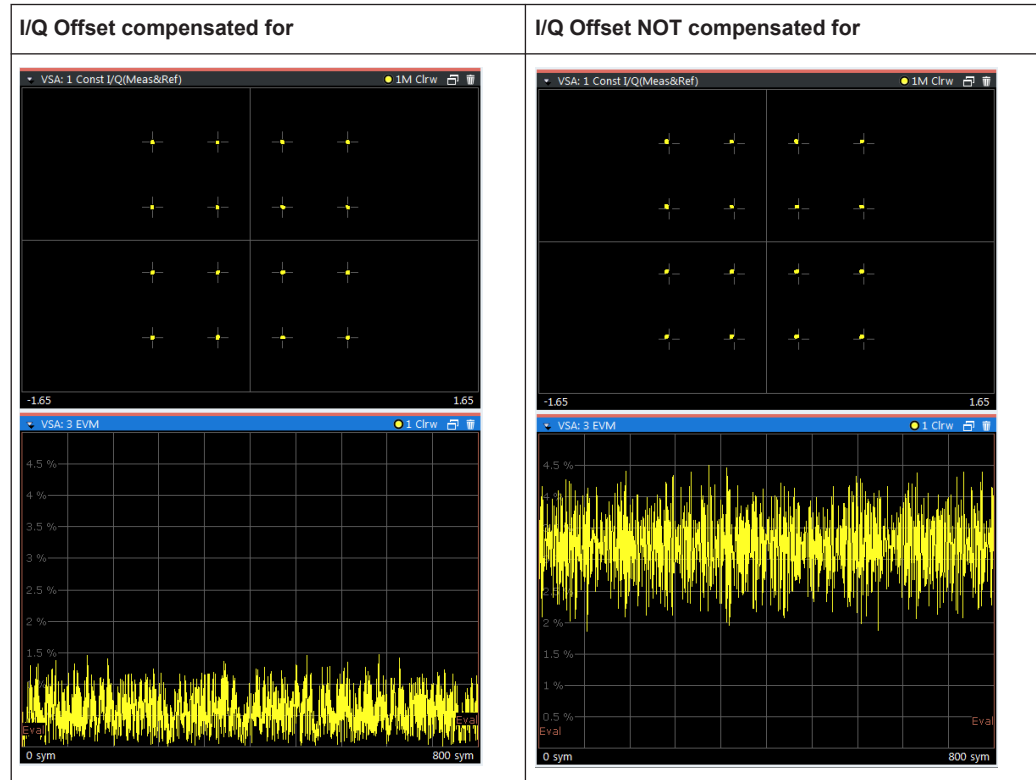 I/Q Offset compensated for
I/Q Offset NOT compensated for
VSA: 1 Const I/Q(Meas&Ref)
1M Clrw
-1.65
1.65
VSA: 3 EVM
1 Clrw
4.5 %
4 %
3.5 %
3 %
2.5 %
2 %
1.5 %
Eval
Eval
0 sym
800 sym
VSA: 1 Const I/Q(Meas&Ref)
1M Clrw
-1.65
1.65
VSA: 3 EVM
1 Clrw
4.5 %
2 %
1.5 %
1 %
0.5 %
Eval
Eval
0 sym
800 sym